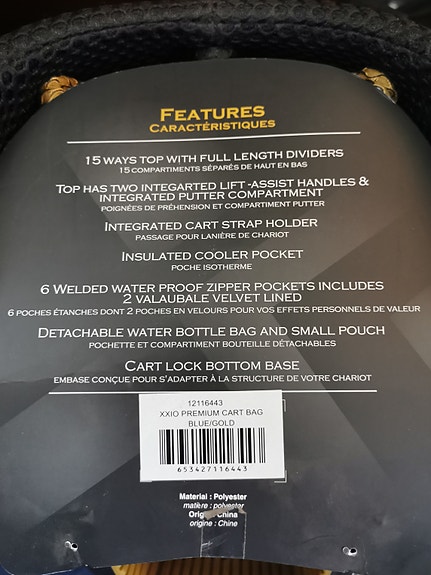 FEATURES
CARACTÉRISTIQUES
15 WAYS TOP WITH FULL LENGTH DIVIDERS
15 COMPARTIMENTS SÉPARÉS DE HAUT EN BAS
TOP HAS TWO INTEGARTED LIFT-ASSIST HANDLES &
INTEGRATED PUTTER COMPARTMENT
POIGNÉES DE PRÉHENSION ET COMPARTIMENT PUTTER
INTEGRATED CART STRAP HOLDER
PASSAGE POUR LANIÈRE DE CHARIOT
INSULATED COOLER POCKET
POCHE ISOTHERME
6 WELDED WATER PROOF ZIPPER POCKETS INCLUDES
2 VALAUBALE VELVET LINED
6 POCHES ÉTANCHES DONT 2 POCHES EN VELOURS POUR VOS EFFETS PERSONNELS DE VALEUR
DETACHABLE WATER BOTTLE BAG AND SMALL POUCH
POCHETTE ET COMPARTIMENT BOUTEILLE DÉTACHABLES
CART LOCK BOTTOM BASE
EMBASE CONÇUE POUR S'ADAPTER À LA STRUCTURE DE VOTRE CHARIOT
12116443
XXIO PREMIUM CART BAG
BLUE/GOLD
653427116443
Material : Polyester
matière : polyester
China
origine : Chine